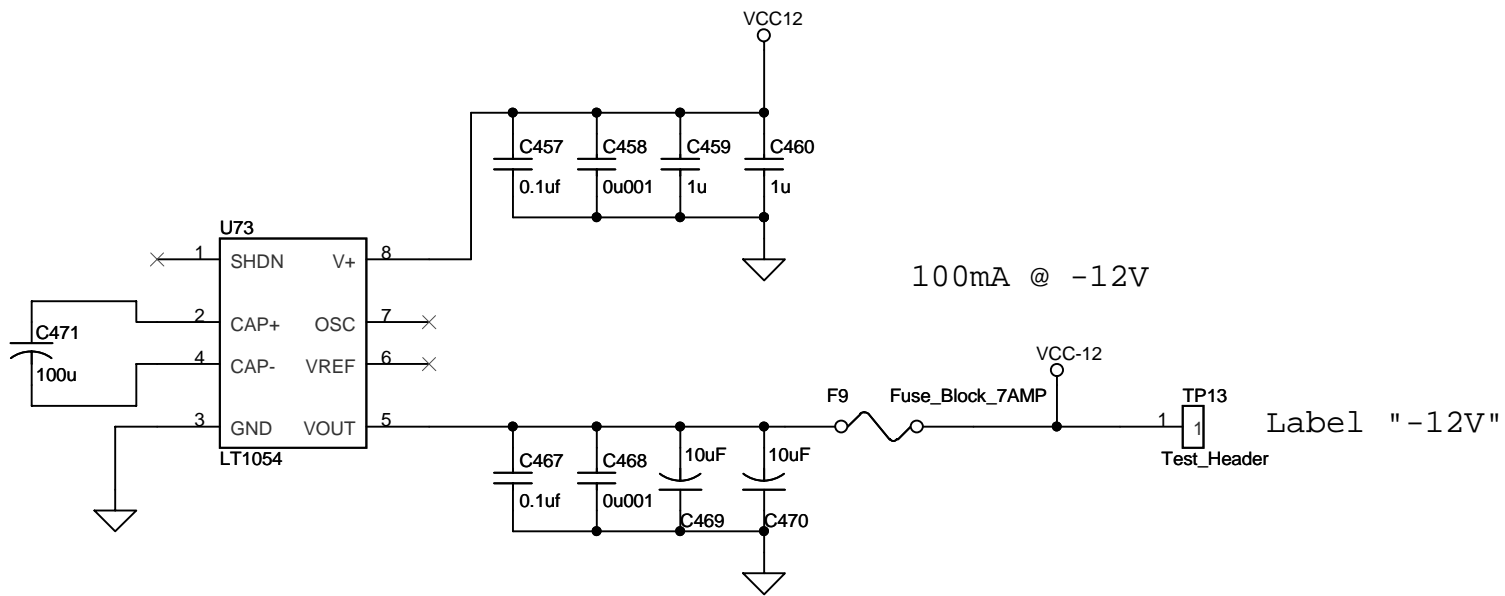 VCC12
C457
C458
C459
C460
0.1uf
0u001
1u
1u
U73
1
SHDN
V+
8
100mA @ -12V
C471
100u
2
CAP+
OSC
7
4
CAP-
VREF
6
VCC-12
F9
Fuse_Block_7AMP
TP13
3
GND
VOUT
5
1
1
Label "-12V"
LT1054
Test_Header
C467
C468
10uF
10uF
0.1uf
0u001
C469
C470